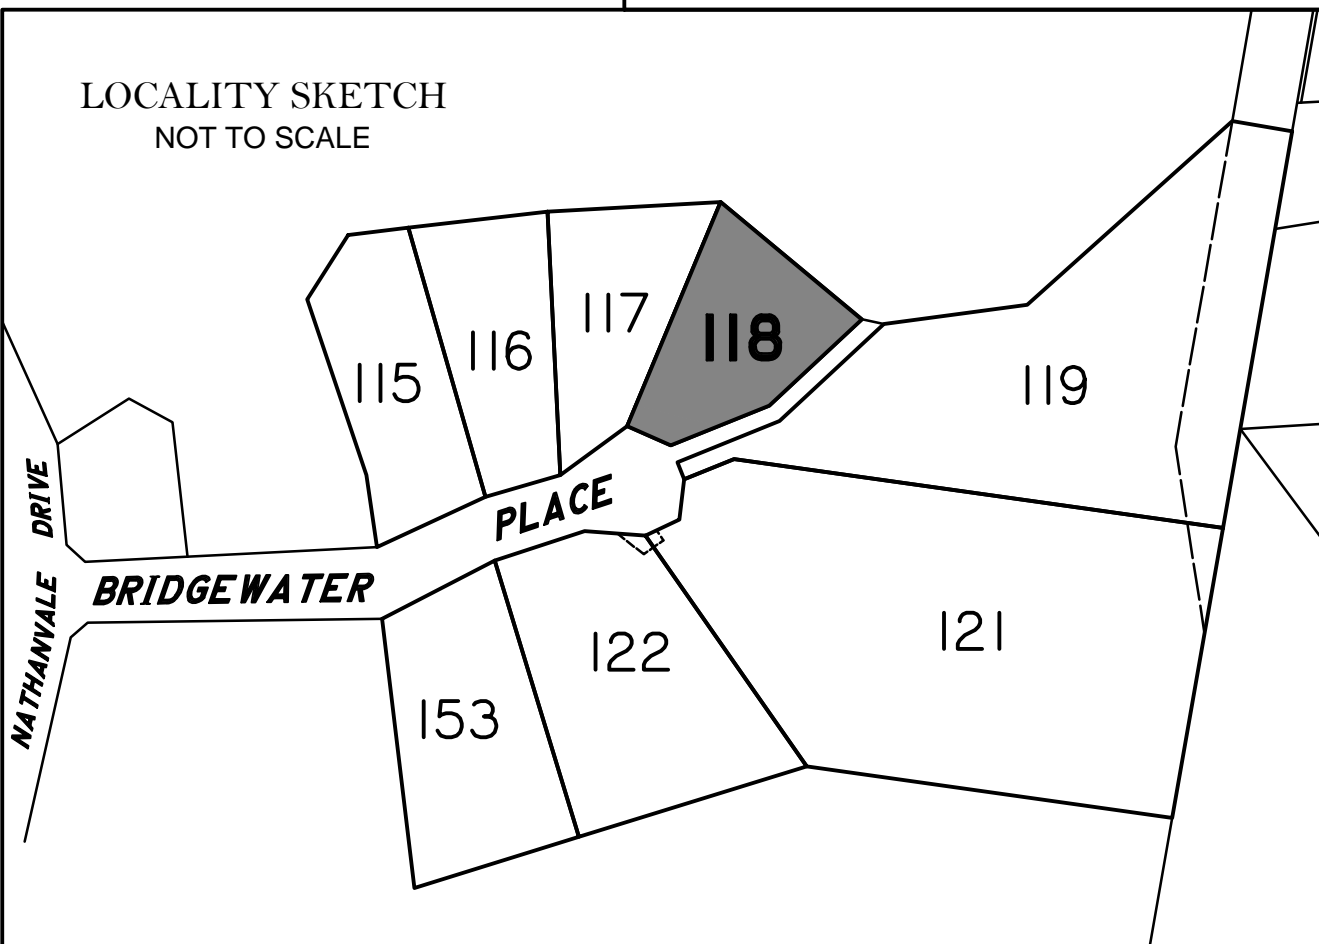 LOCALITY SKETCH
NOT TO SCALE
117
118
116
115
119
NATHANVALE DRIVE
BRIDGEWATER PLACE
122
121
153